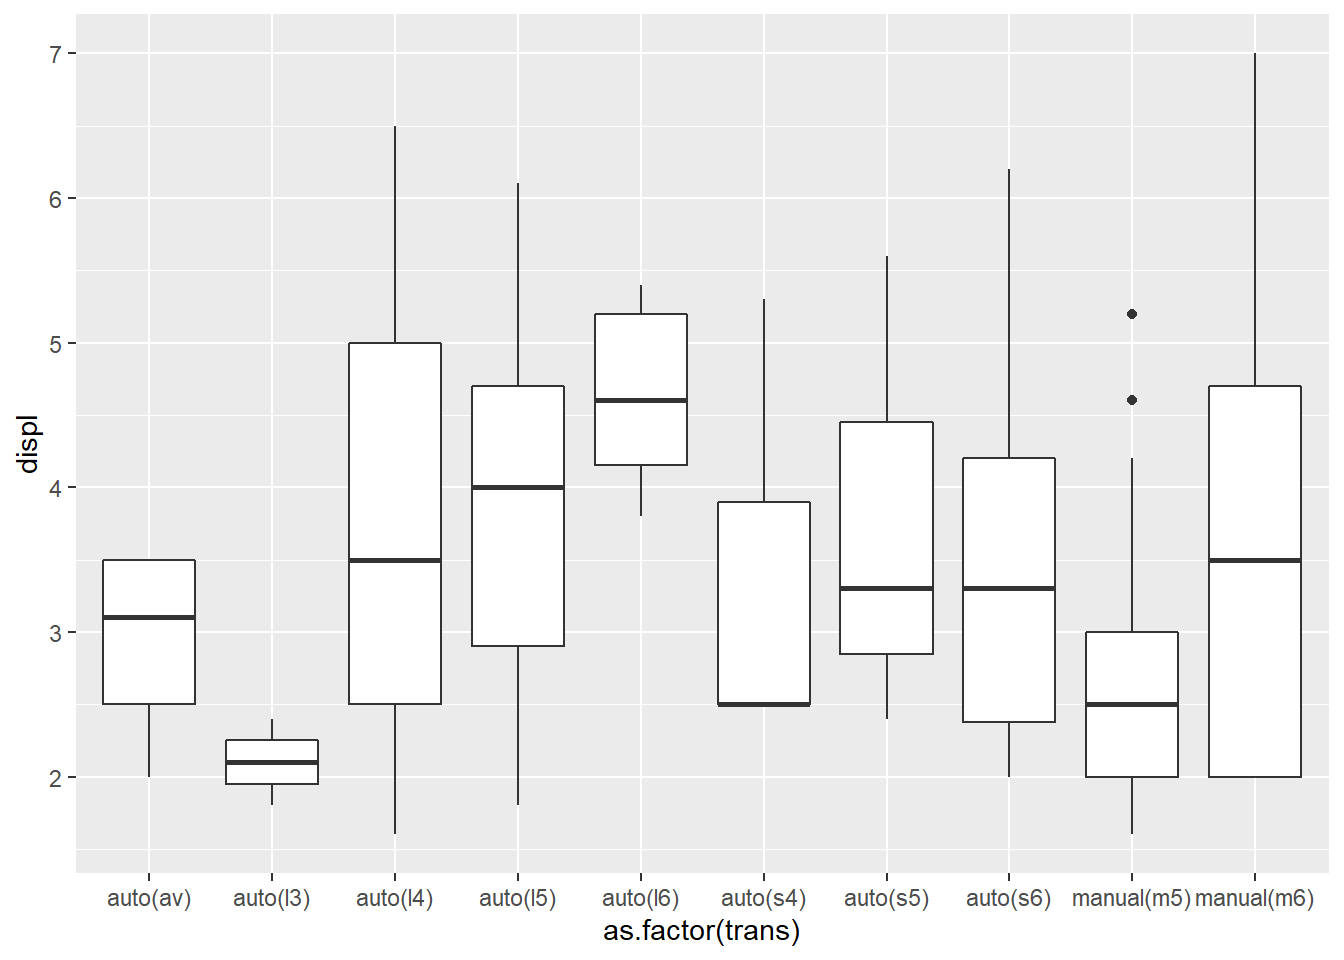 7
6
5
4
3
2
displ
auto(av) auto(l3) auto(l4) auto(l5) auto(l6) auto(s4) auto(s5) auto(s6) manual(m5) manual(m6)
as.factor(trans)